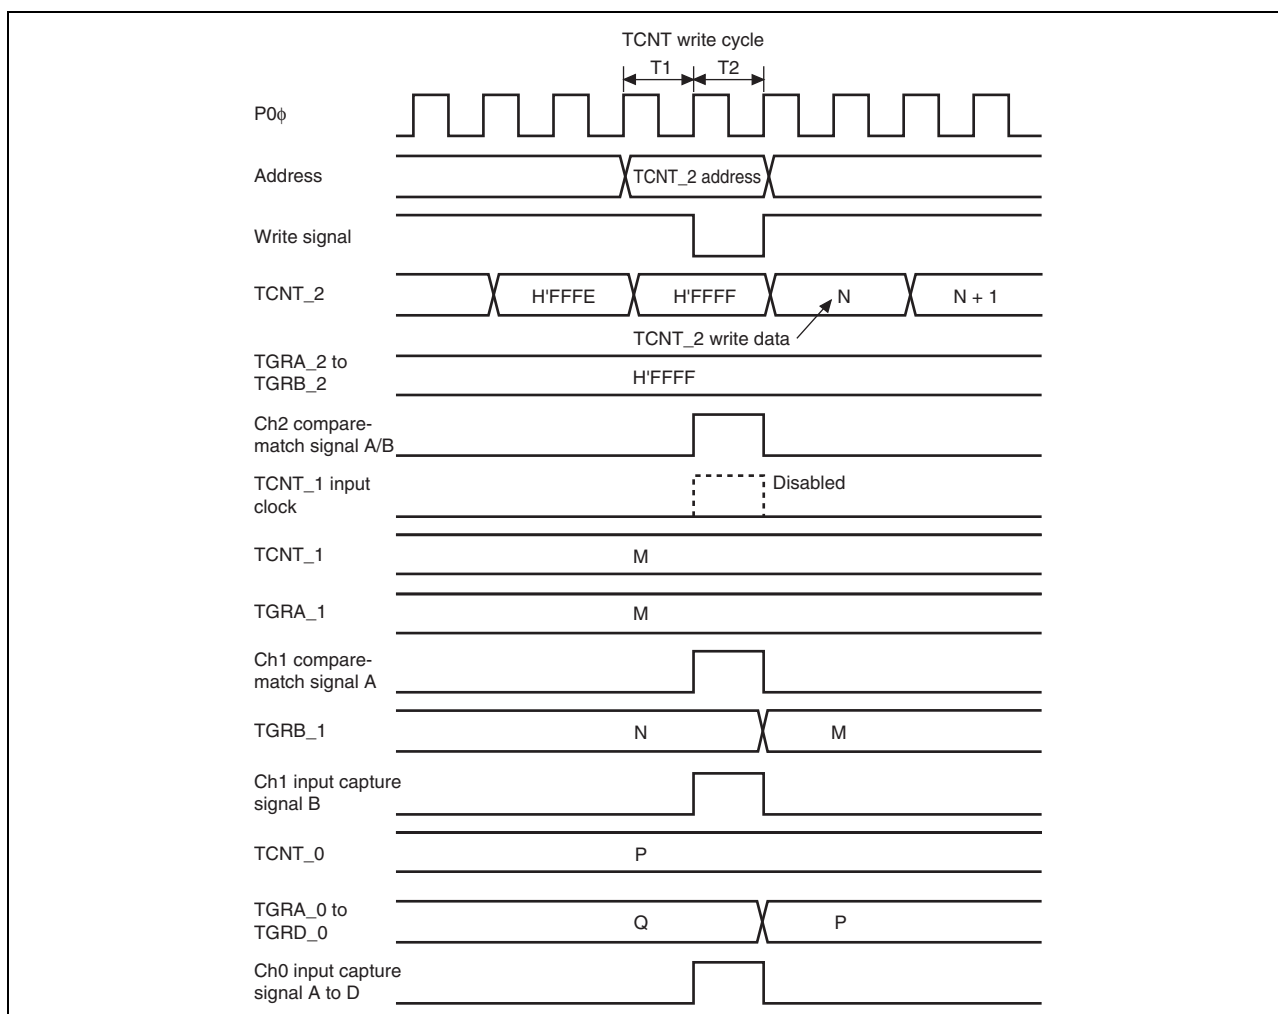 TCNT write cycle
T1 T2
P0ϕ
Address TCNT_2 address
Write signal
TCNT_2 H'FFFE H'FFFF N N + 1
TCNT_2 write data
TGRA_2 to
TGRB_2 H'FFFF
Ch2 compare-
match signal A/B
TCNT_1 input Disabled
clock
TCNT_1 M
TGRA_1 M
Ch1 compare-
match signal A
TGRB_1 N M
Ch1 input capture
signal B
TCNT_0 P
TGRA_0 to
TGRD_0 Q P
Ch0 input capture
signal A to D